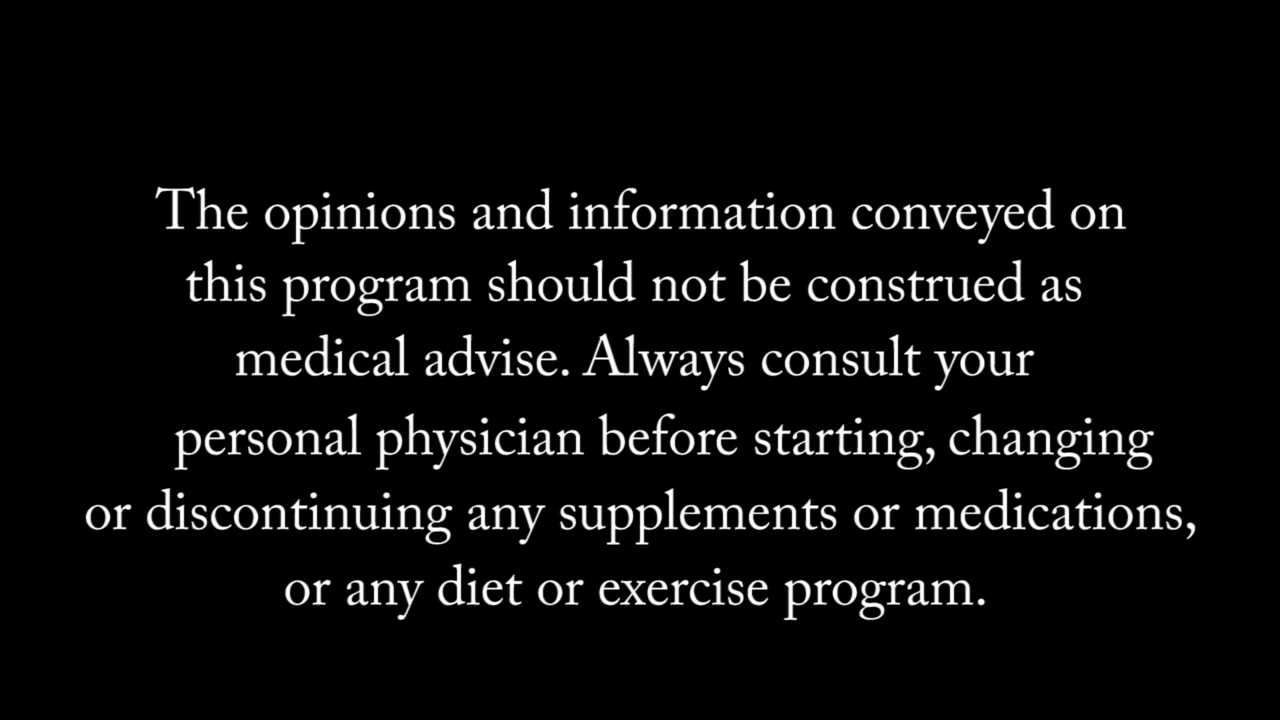 The opinions and information conveyed on
this program should not be construed as
medical advise. Always consult your
personal physician before starting, changing
or discontinuing any supplements or medications,
or any diet or exercise program.